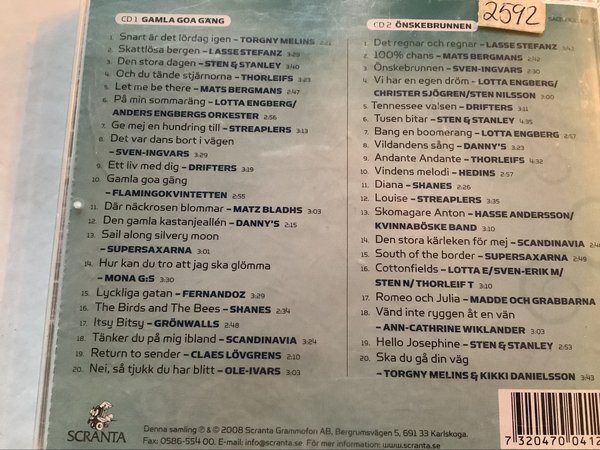 2592
CD 1 GAMLA GOA GÄNG
1. Snart är det lördag igen – TORGNY MELINS 2:21
2. Skattlösa bergen – LASSE STEFANZ 3:29
3. Den stora dagen – STEN & STANLEY 3:40
4. Och du tände stjärnorna – THORLEIFS 3:23
5. Let me be there – MATS BERGMANS 2:47
6. På min sommaräng – LOTTA ENGBERG/
ANDERS ENGBERGS ORKESTER 2:56
7. Ge mej en hundring till – STREAPLERS 3:13
8. Det var dans bort i vägen
– SVEN-INGVARS 3:29
9. Ett liv med dig – DRIFTERS 3:19
10. Gamla goa gäng
– FLAMINGOKVINTETTEN 2:55
11. Där näckrosen blommar – MATZ BLADHS 3:03
12. Den gamla kastanjeallén – DANNY'S 2:15
13. Sail along silvery moon
– SUPERSAXARNA 3:01
14. Hur kan du tro att jag ska glömma
– MONA G:S 3:30
15. Lyckliga gatan – FERNANDOZ 3:29
16. The Birds and The Bees – SHANES 2:34
17. Itsy Bitsy – GRÖNWALLS 2:48
18. Tänker du på mig ibland – SCANDINAVIA 3:24
19. Return to sender – CLAES LÖVGRENS 2:10
20. Nei, så tjukk du har blitt – OLE-IVARS 3:03
CD 2 ÖNSKEBRUNNEN
1. Det regnar och regnar – LASSE STEFANZ 3:42
2. 100% chans – MATS BERGMANS 2:42
3. Önskebrunnen – SVEN-INGVARS 2:30
4. Vi har en egen dröm – LOTTA ENGBERG/
CHRISTER SJÖGREN/STEN NILSSON 3:00
5. Tennessee valsen – DRIFTERS 3:11
6. Tusen bitar – STEN & STANLEY 4:35
7. Bang en boomerang – LOTTA ENGBERG 2:57
8. Vildandens sång – DANNY'S 3:23
9. Andante Andante – THORLEIFS 4:32
10. Vindens melodi – HEDINS 2:57
11. Diana – SHANES 2:26
12. Louise – STREAPLERS 3:35
13. Skomagare Anton – HASSE ANDERSSON/
KVINNABÖSKE BAND 3:10
14. Den stora kärleken för mej – SCANDINAVIA
15. South of the border – SUPERSAXARNA 2:49
16. Cottonfields – LOTTA E/SVEN-ERIK M/
STEN N/THORLEIF T 3:10
17. Romeo och Julia – MADDE OCH GRABBARNA
18. Vänd inte ryggen åt en vän
– ANN-CATHRINE WIKLANDER 3:03
19. Hello Josephine – STEN & STANLEY 2:53
20. Ska du gå din väg
– TORGNY MELINS & KIKKI DANIELSSON 3:43
SCRANTA
Denna samling ℗ & © 2008 Scranta Grammofon AB, Bergrumsvägen 5, 691 33 Karlskoga.
Fax: 0586-554 00. E-mail: info@scranta.se. För mer information: www.scranta.se
7 320470 0412